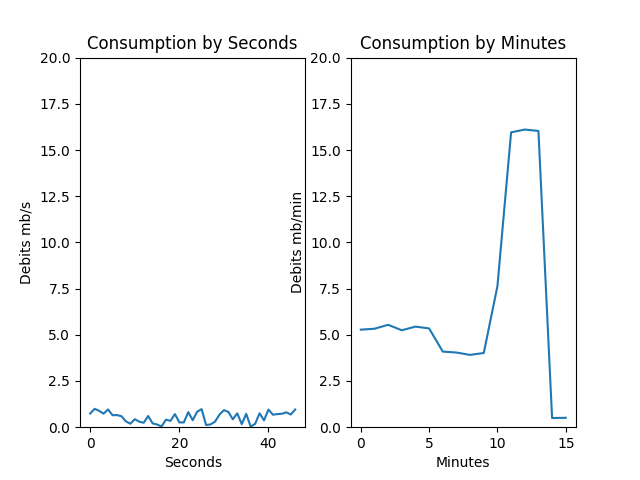 Consumption by Seconds
Debits mb/s
20.0
17.5
15.0
12.5
10.0
7.5
5.0
2.5
0.0
0 20 40
Seconds
Consumption by Minutes
Debits mb/min
20.0
17.5
15.0
12.5
10.0
7.5
5.0
2.5
0.0
0 5 10 15
Minutes